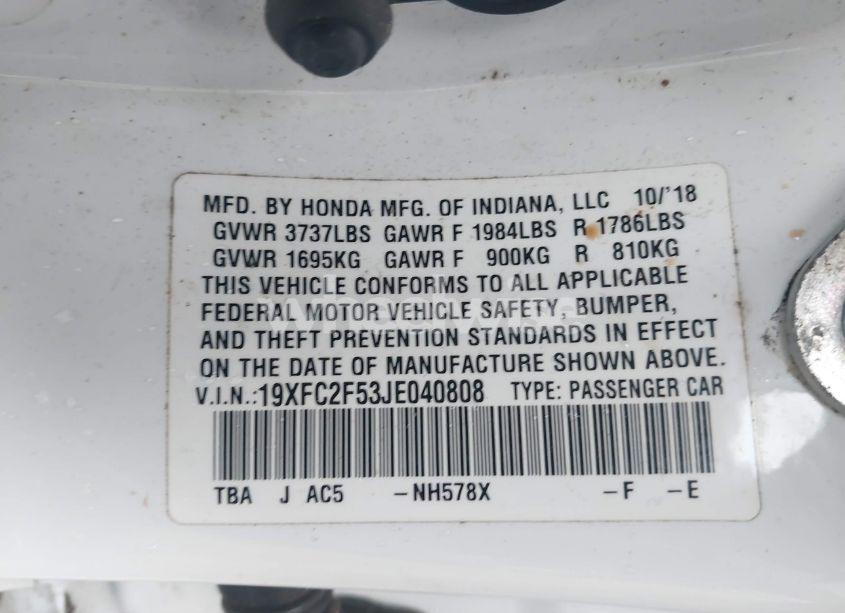 MFD. BY HONDA MFG. OF INDIANA, LLC 10/'18
GVWR 3737LBS GAWR F 1984LBS R 1786LBS
GVWR 1695KG GAWR F 900KG R 810KG
THIS VEHICLE CONFORMS TO ALL APPLICABLE
FEDERAL MOTOR VEHICLE SAFETY, BUMPER,
AND THEFT PREVENTION STANDARDS IN EFFECT
ON THE DATE OF MANUFACTURE SHOWN ABOVE.
V.I.N.:19XFC2F53JE040808 TYPE: PASSENGER CAR
TBA J AC5 -NH578X -F -E